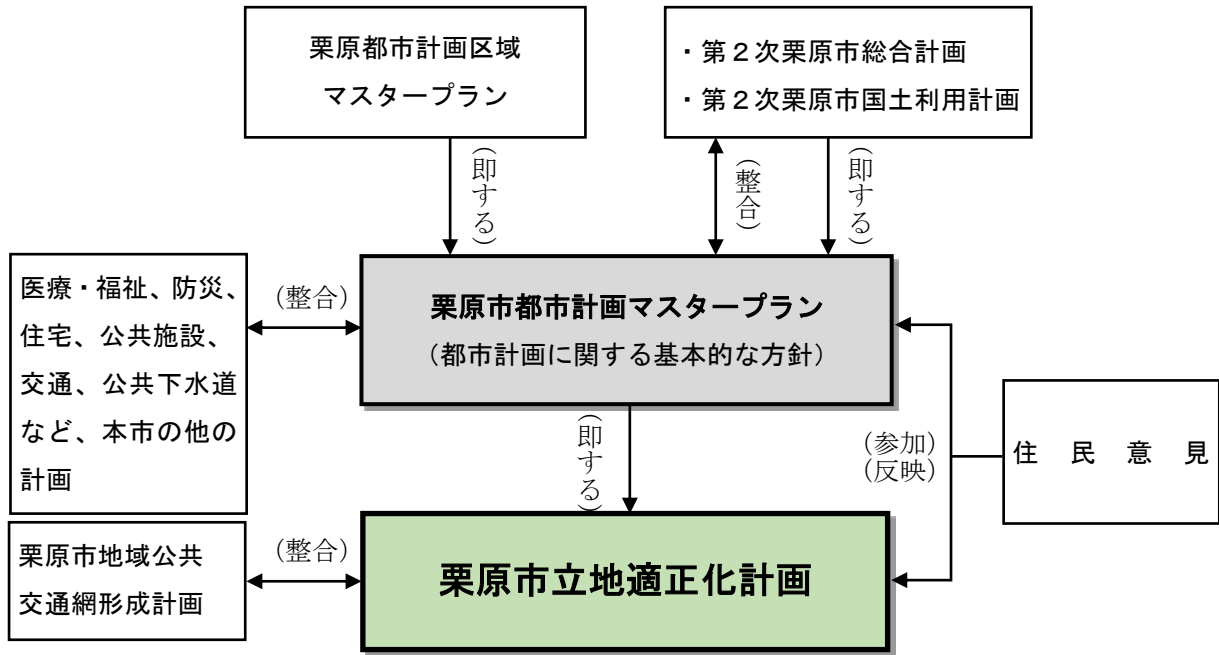 栗原都市計画区域
マスタープラン
・第２次栗原市総合計画
・第２次栗原市国土利用計画
（即する）
（整合）
（即する）
医療・福祉、防災、
住宅、公共施設、
交通、公共下水道
など、本市の他の
計画
（整合）
栗原市都市計画マスタープラン
（都市計画に関する基本的な方針）
（即する）
（参加）
（反映）
住民意見
栗原市地域公共
交通網形成計画
（整合）
栗原市立地適正化計画